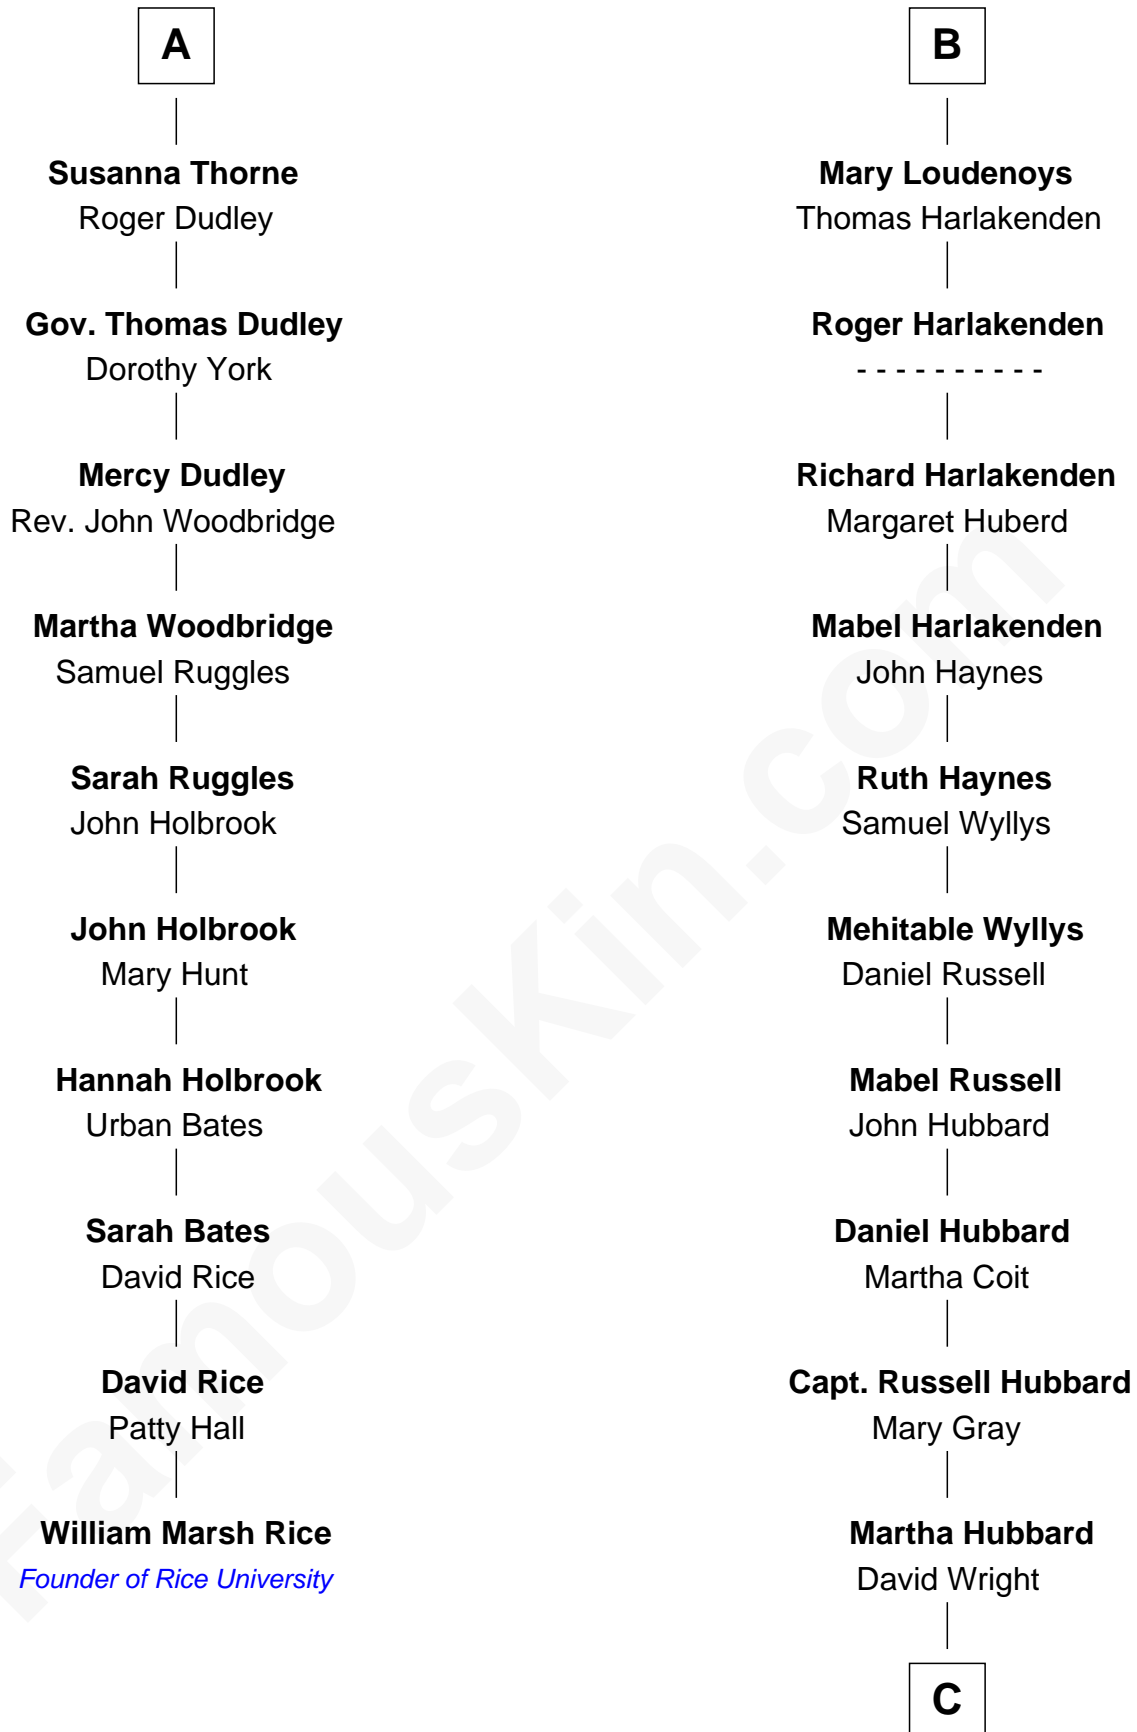 A
Susanna Thorne
Roger Dudley
Gov. Thomas Dudley
Dorothy York
Mercy Dudley
Rev. John Woodbridge
Martha Woodbridge
Samuel Ruggles
Sarah Ruggles
John Holbrook
John Holbrook
Mary Hunt
Hannah Holbrook
Urban Bates
Sarah Bates
David Rice
David Rice
Patty Hall
William Marsh Rice
Founder of Rice University
B
Mary Loudenoys
Thomas Harlakenden
Roger Harlakenden
- - - - - - - - - -
Richard Harlakenden
Margaret Huberd
Mabel Harlakenden
John Haynes
Ruth Haynes
Samuel Wyllys
Mehitable Wyllys
Daniel Russell
Mabel Russell
John Hubbard
Daniel Hubbard
Martha Coit
Capt. Russell Hubbard
Mary Gray
Martha Hubbard
David Wright
C
FamousKin.com